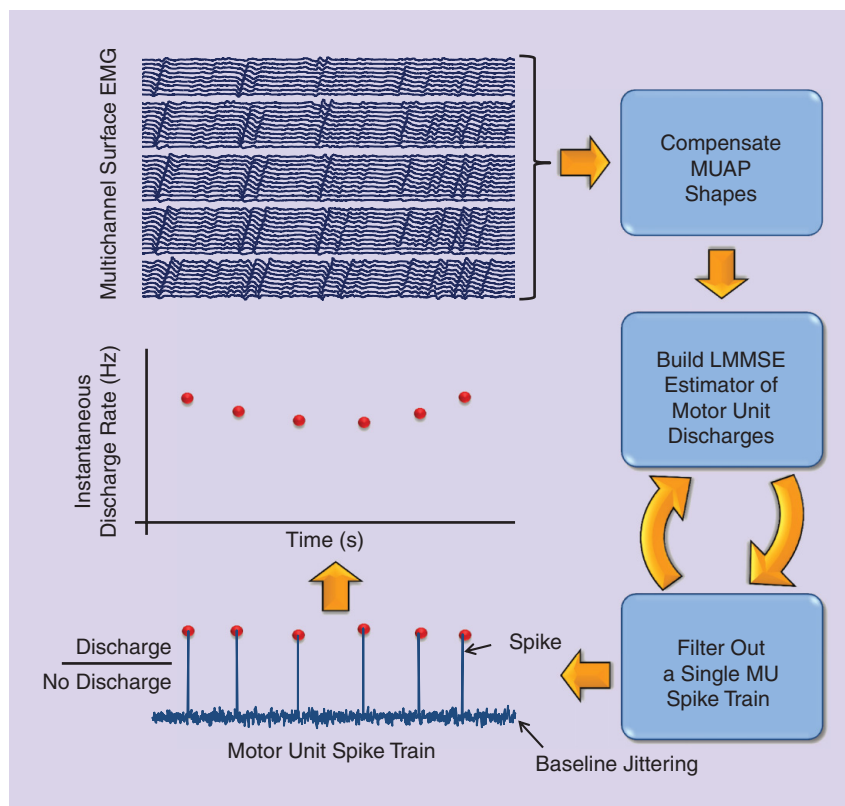 Multichannel Surface EMG
Compensate
MUAP
Shapes
Build LMMSE
Estimator of
Motor Unit
Discharges
Filter Out
a Single MU
Spike Train
Instantaneous
Discharge Rate (Hz)
Time (s)
Discharge
No Discharge
Spike
Motor Unit Spike Train
Baseline Jittering